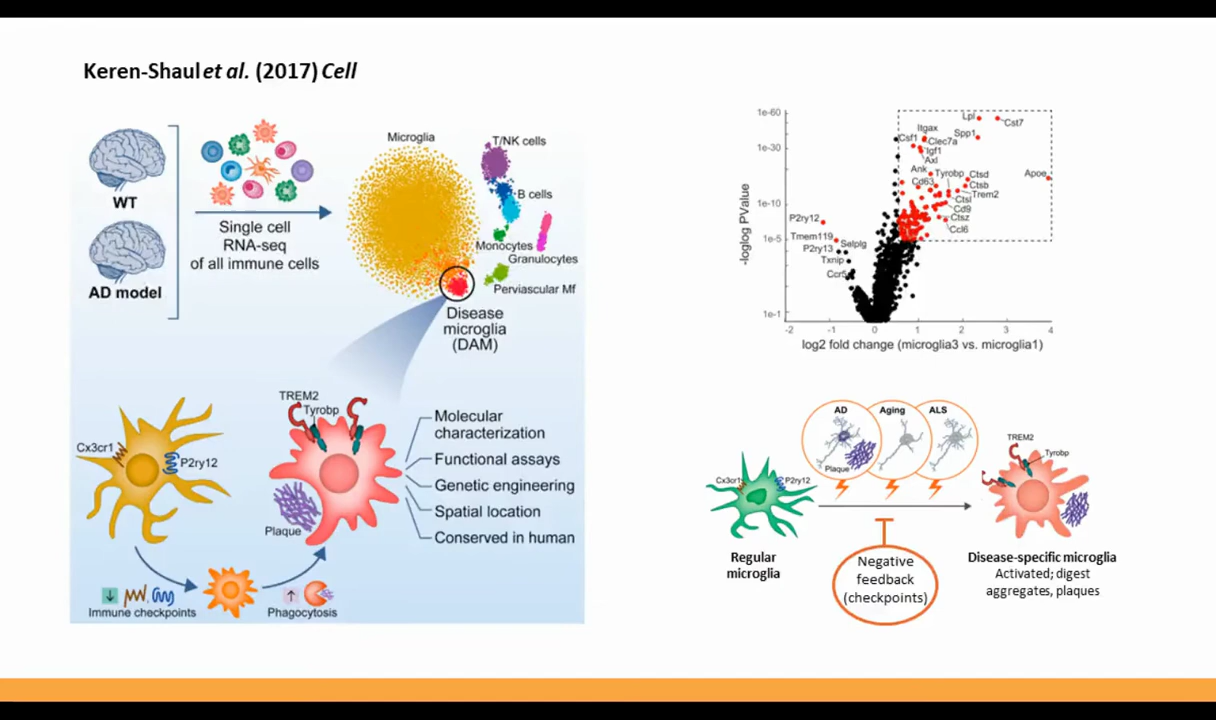 Keren-Shaul et al. (2017) Cell
WT
AD model
Single cell
RNA-seq
of all immune cells
Microglia
T/NK cells
B cells
Monocytes
Granulocytes
Perviascular Mf
Disease
microglia
(DAM)
Cx3cr1
P2ry12
TREM2
Tyrobp
Plaque
Molecular
characterization
Functional assays
Genetic engineering
Spatial location
Conserved in human
Immune checkpoints
Phagocytosis
-loglog PValue
1e-60
1e-30
1e-10
1e-5
1e-1
Lpl
Cst7
Itgax
Spp1
Csf1
Clec7a
Igf1
Axl
Ank
Tyrobp
Ctsd
Apoe
Cd63
Ctsb
Trem2
Ctsl
Cd9
Ctsz
Ccl6
P2ry12
Tmem119
Selplg
P2ry13
Txnip
Ccr5
-2 -1 0 1 2 3 4
log2 fold change (microglia3 vs. microglia1)
AD
Aging
ALS
Plaque
Cx3cr1
P2ry12
TREM2
Tyrobp
Regular
microglia
Negative
feedback
(checkpoints)
Disease-specific microglia
Activated; digest
aggregates, plaques